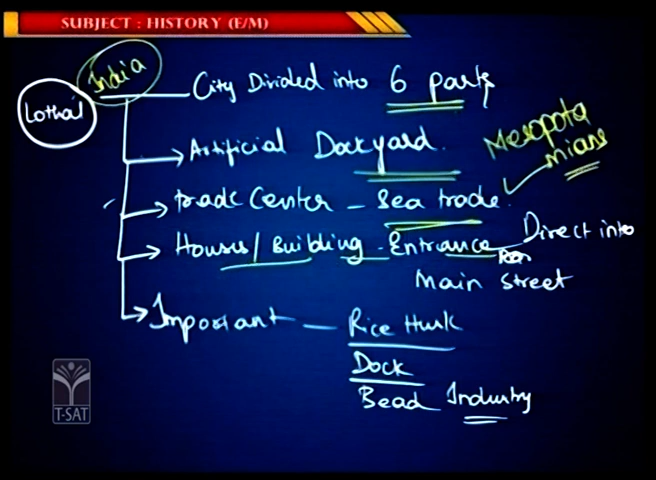 SUBJECT : HISTORY (E/M)
India
Lothal
City Divided into 6 parts
Artificial Dockyard.
Mesopota
mians
trade Center - Sea trade.
Houses/Building - Entrance Direct into
Main Street
Important - Rice Husk
Dock
Bead Industry
T-SAT